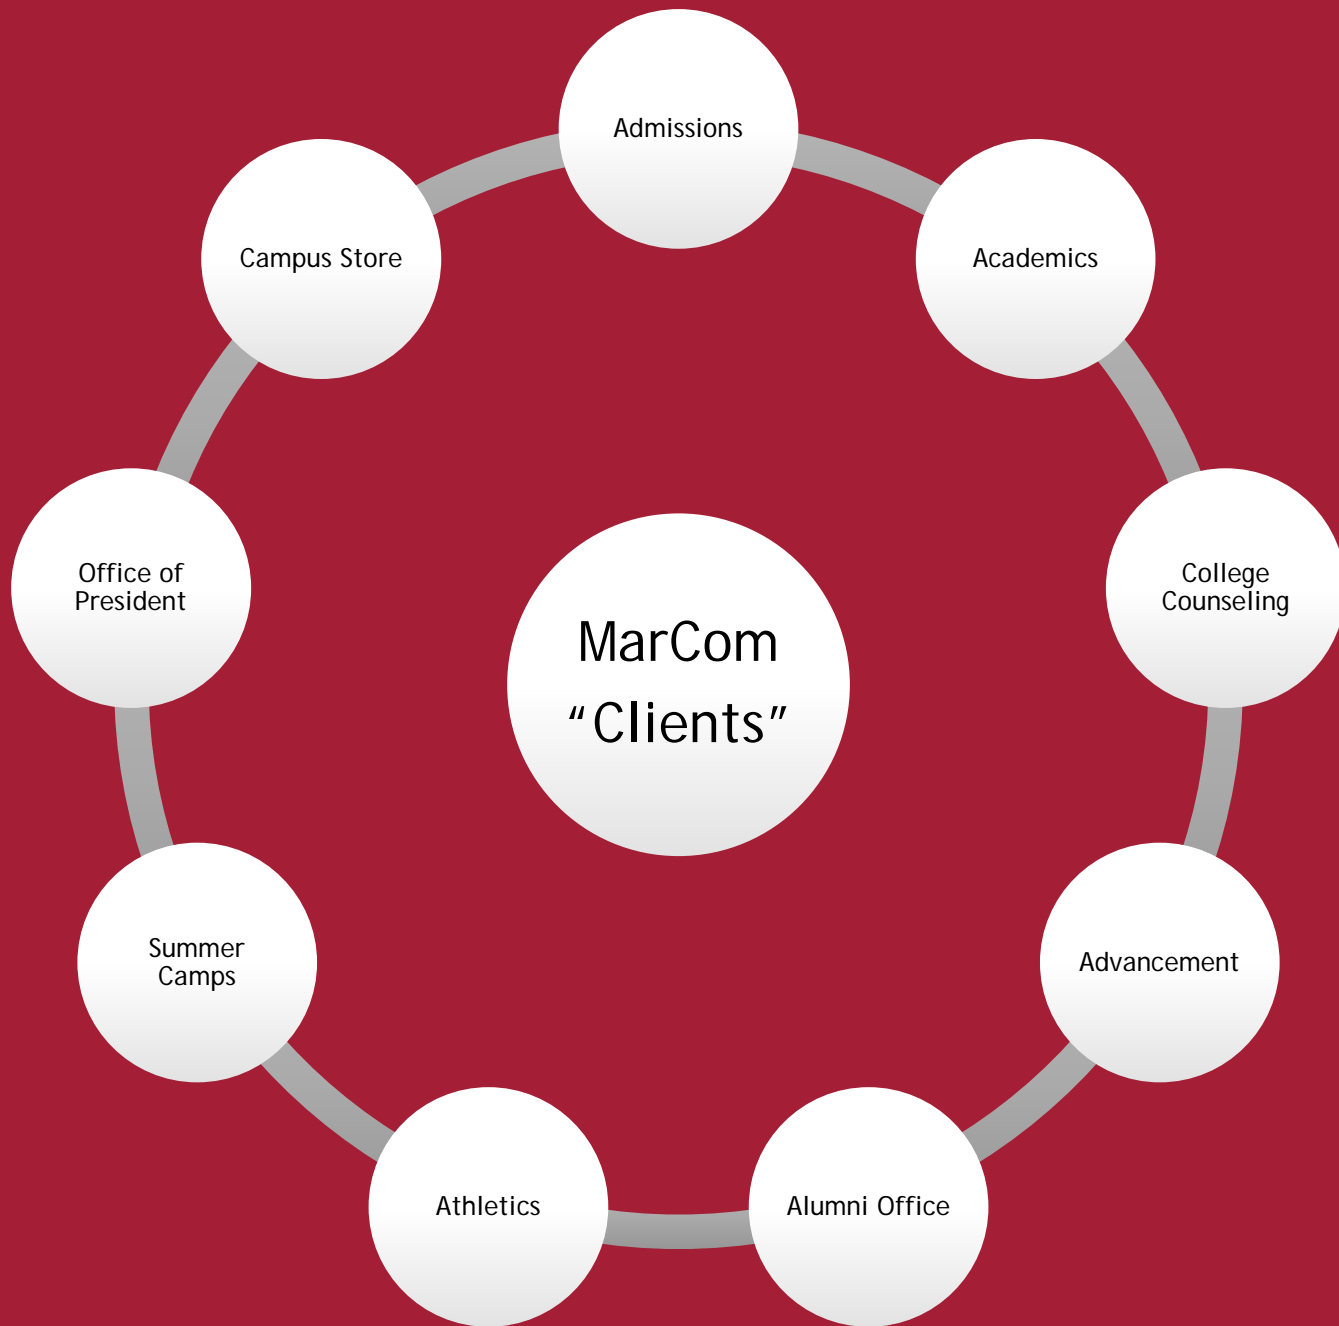 Admissions
Academics
College
Counseling
Advancement
Alumni Office
Athletics
Summer
Camps
Office of
President
Campus Store
MarCom
“Clients”